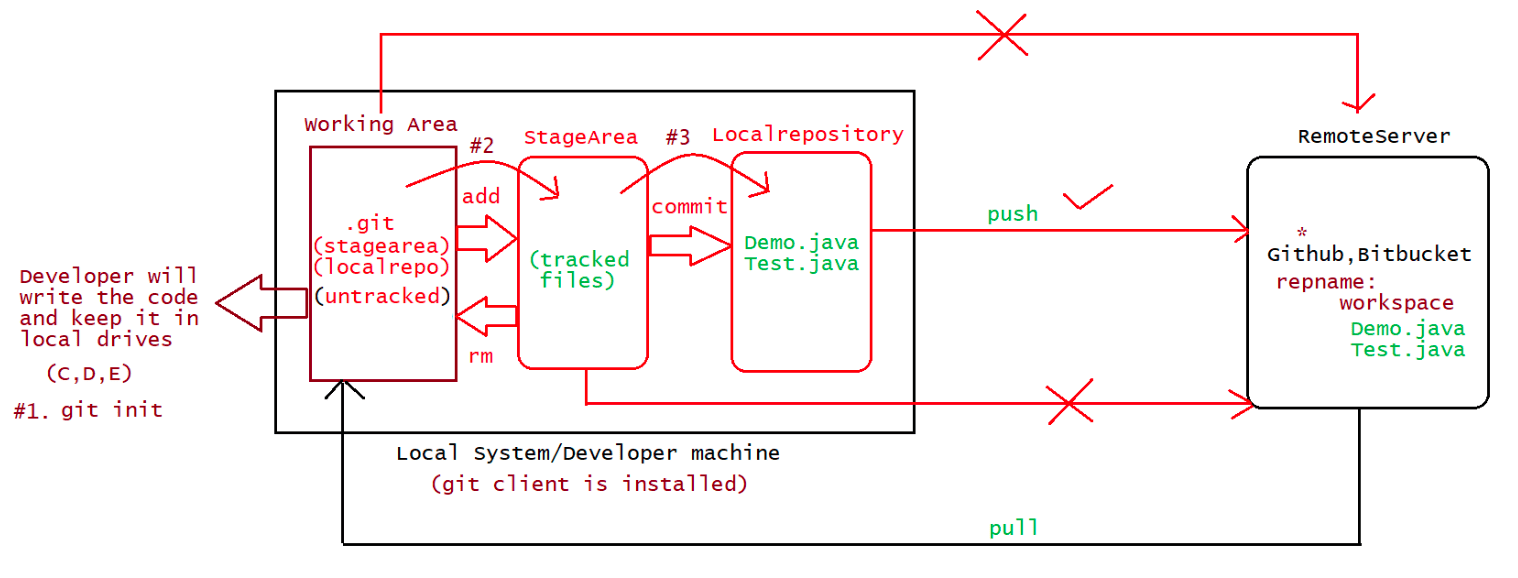 Working Area
#2
StageArea
#3
Localrepository
RemoteServer
add
commit
push
.git
(stagearea)
(localrepo)
(untracked)
(tracked
files)
Demo.java
Test.java
*
Github,Bitbucket
repname:
workspace
Demo.java
Test.java
Developer will
write the code
and keep it in
local drives
(C,D,E)
#1. git init
rm
Local System/Developer machine
(git client is installed)
pull